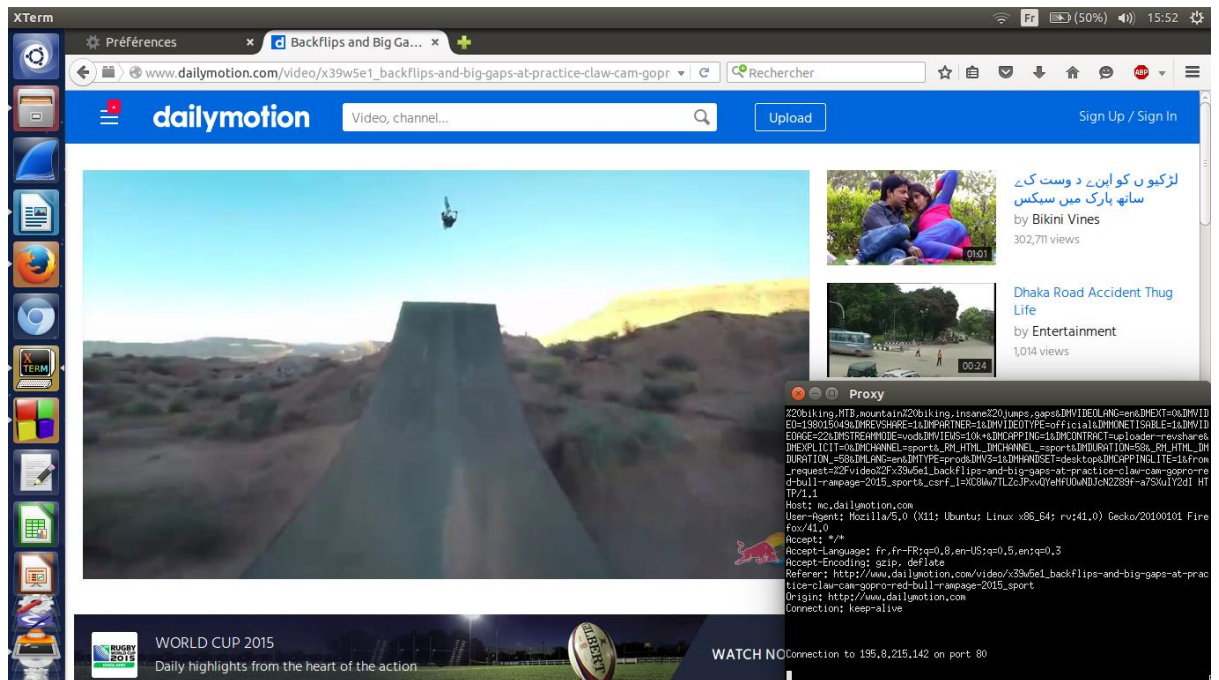 XTerm
Fr (50%) 15:52
Préférences × Backflips and Big Ga... ×
www.dailymotion.com/video/x39w5e1_backflips-and-big-gaps-at-practice-claw-cam-gopr
Rechercher
ABP
dailymotion
Video, channel...
Upload
Sign Up / Sign In
لڑکیو ں کو اپنے د وست کے
ساتھ پارک میں سیکس
by Bikini Vines
302,711 views
01:01
Dhaka Road Accident Thug
Life
by Entertainment
1,014 views
00:24
X
TERM
RUGBY
WORLD CUP
2015
WORLD CUP 2015
Daily highlights from the heart of the action
GILBERT
WATCH NO
Proxy
%20biking,MTB,mountain%20biking,insane%20jumps,gaps&DMVIDEOLANG=en&DMEXT=0&DMVID
EO=198015049&DMREVSHARE=1&DMPARTNER=1&DMVIDEOTYPE=official&DMMONETISABLE=1&DMVID
EOAGE=22&DMSTREAMMODE=vod&DMVIEWS=10k+&DMCAPPING=1&DMCONTRACT=uploader-revshare&
DMEXPLICIT=0&DMCHANNEL=sport&_RM_HTML_DMCHANNEL_=sport&DMDURATION=58&_RM_HTML_DM
DURATION_=58&DMLANG=en&DMTYPE=prod&DMV3=1&DMHANDSET=desktop&DMCAPPINGLITE=1&from
_request=%2Fvideo%2Fx39w5e1_backflips-and-big-gaps-at-practice-claw-cam-gopro-re
d-bull-rampage-2015_sport&_csrf_l=XC8Ww7TLZcJPxvQYeMfUOwNDJcN2Z89f-a7SXuIY2dI HT
TP/1.1
Host: mc.dailymotion.com
User-Agent: Mozilla/5.0 (X11; Ubuntu; Linux x86_64; rv:41.0) Gecko/20100101 Fire
fox/41.0
Accept: */*
Accept-Language: fr,fr-FR;q=0.8,en-US;q=0.5,en;q=0.3
Accept-Encoding: gzip, deflate
Referer: http://www.dailymotion.com/video/x39w5e1_backflips-and-big-gaps-at-prac
tice-claw-cam-gopro-red-bull-rampage-2015_sport
Origin: http://www.dailymotion.com
Connection: keep-alive
Connection to 195.8.215.142 on port 80